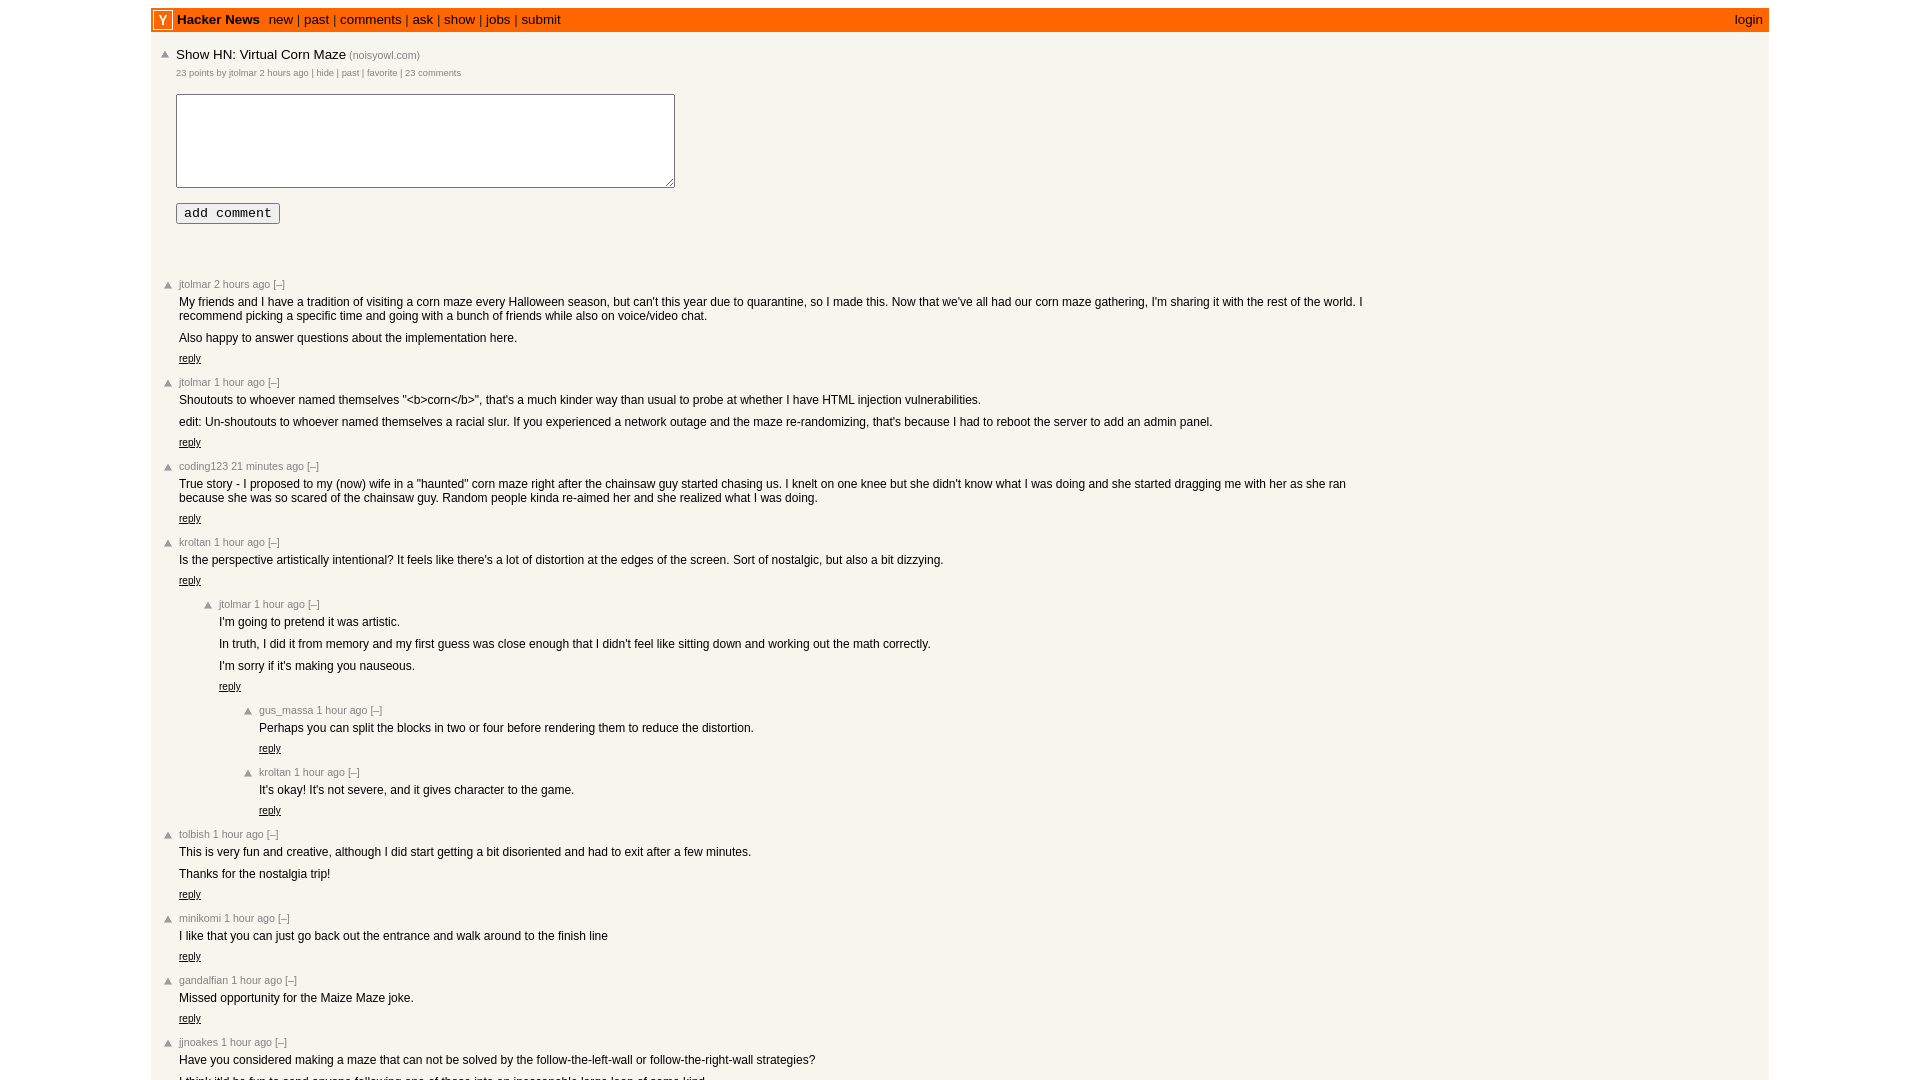 Y Hacker News new | past | comments | ask | show | jobs | submit login
Show HN: Virtual Corn Maze (noisyowl.com)
23 points by jtolmar 2 hours ago | hide | past | favorite | 23 comments
add comment
jtolmar 2 hours ago [–]
My friends and I have a tradition of visiting a corn maze every Halloween season, but can't this year due to quarantine, so I made this. Now that we've all had our corn maze gathering, I'm sharing it with the rest of the world. I
recommend picking a specific time and going with a bunch of friends while also on voice/video chat.
Also happy to answer questions about the implementation here.
reply
jtolmar 1 hour ago [–]
Shoutouts to whoever named themselves "<b>corn</b>", that's a much kinder way than usual to probe at whether I have HTML injection vulnerabilities.
edit: Un-shoutouts to whoever named themselves a racial slur. If you experienced a network outage and the maze re-randomizing, that's because I had to reboot the server to add an admin panel.
reply
coding123 21 minutes ago [–]
True story - I proposed to my (now) wife in a "haunted" corn maze right after the chainsaw guy started chasing us. I knelt on one knee but she didn't know what I was doing and she started dragging me with her as she ran
because she was so scared of the chainsaw guy. Random people kinda re-aimed her and she realized what I was doing.
reply
kroltan 1 hour ago [–]
Is the perspective artistically intentional? It feels like there's a lot of distortion at the edges of the screen. Sort of nostalgic, but also a bit dizzying.
reply
jtolmar 1 hour ago [–]
I'm going to pretend it was artistic.
In truth, I did it from memory and my first guess was close enough that I didn't feel like sitting down and working out the math correctly.
I'm sorry if it's making you nauseous.
reply
gus_massa 1 hour ago [–]
Perhaps you can split the blocks in two or four before rendering them to reduce the distortion.
reply
kroltan 1 hour ago [–]
It's okay! It's not severe, and it gives character to the game.
reply
tolbish 1 hour ago [–]
This is very fun and creative, although I did start getting a bit disoriented and had to exit after a few minutes.
Thanks for the nostalgia trip!
reply
minikomi 1 hour ago [–]
I like that you can just go back out the entrance and walk around to the finish line
reply
gandalfian 1 hour ago [–]
Missed opportunity for the Maize Maze joke.
reply
jjnoakes 1 hour ago [–]
Have you considered making a maze that can not be solved by the follow-the-left-wall or follow-the-right-wall strategies?
I think it'd be fun to send anyone following one of those into an inescapable large loop of some kind.